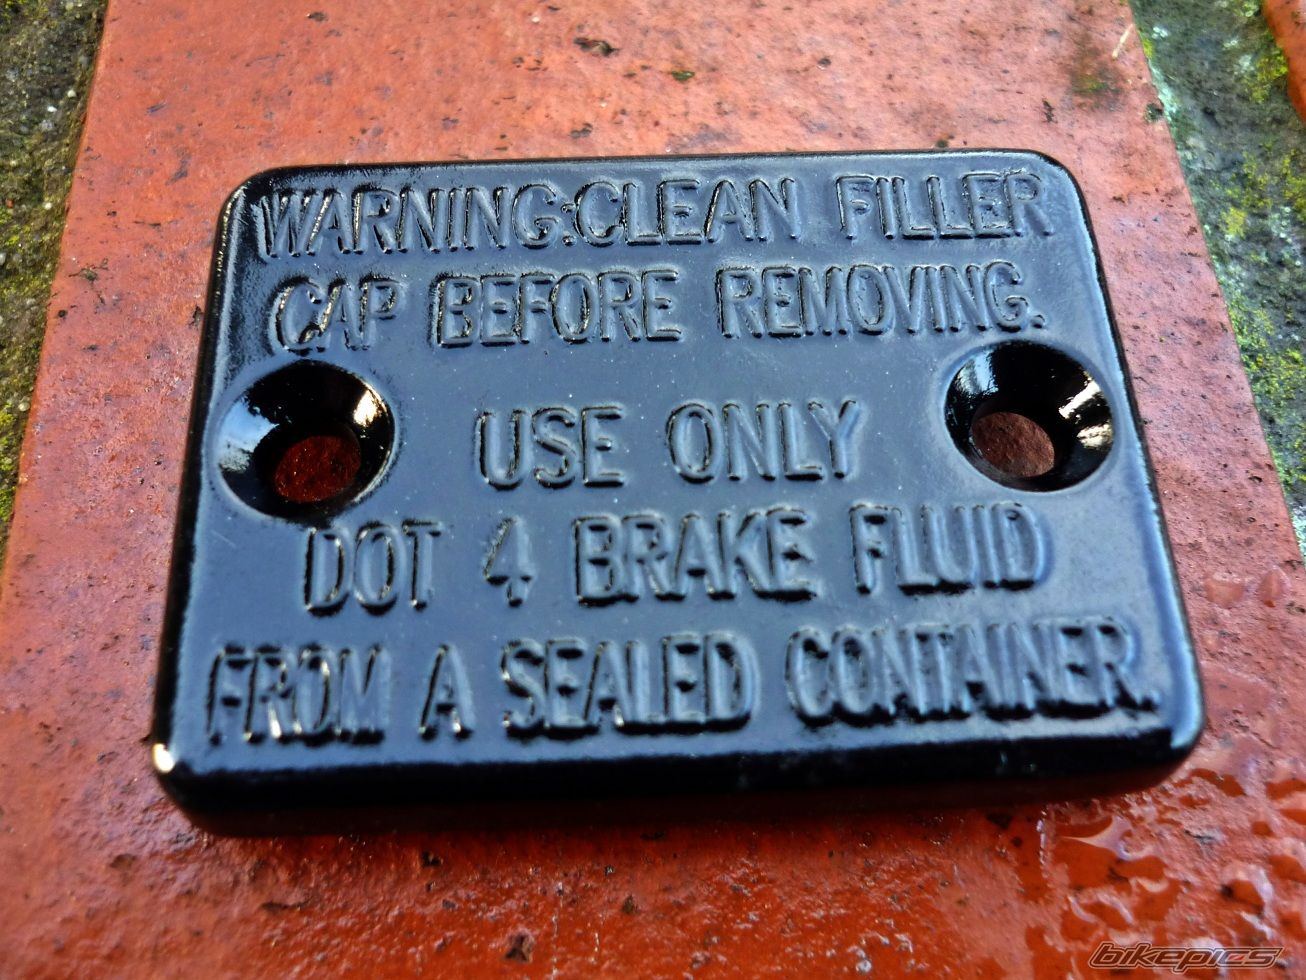 WARNING:CLEAN FILLER
CAP BEFORE REMOVING.
USE ONLY
DOT 4 BRAKE FLUID
FROM A SEALED CONTAINER.
bikepics